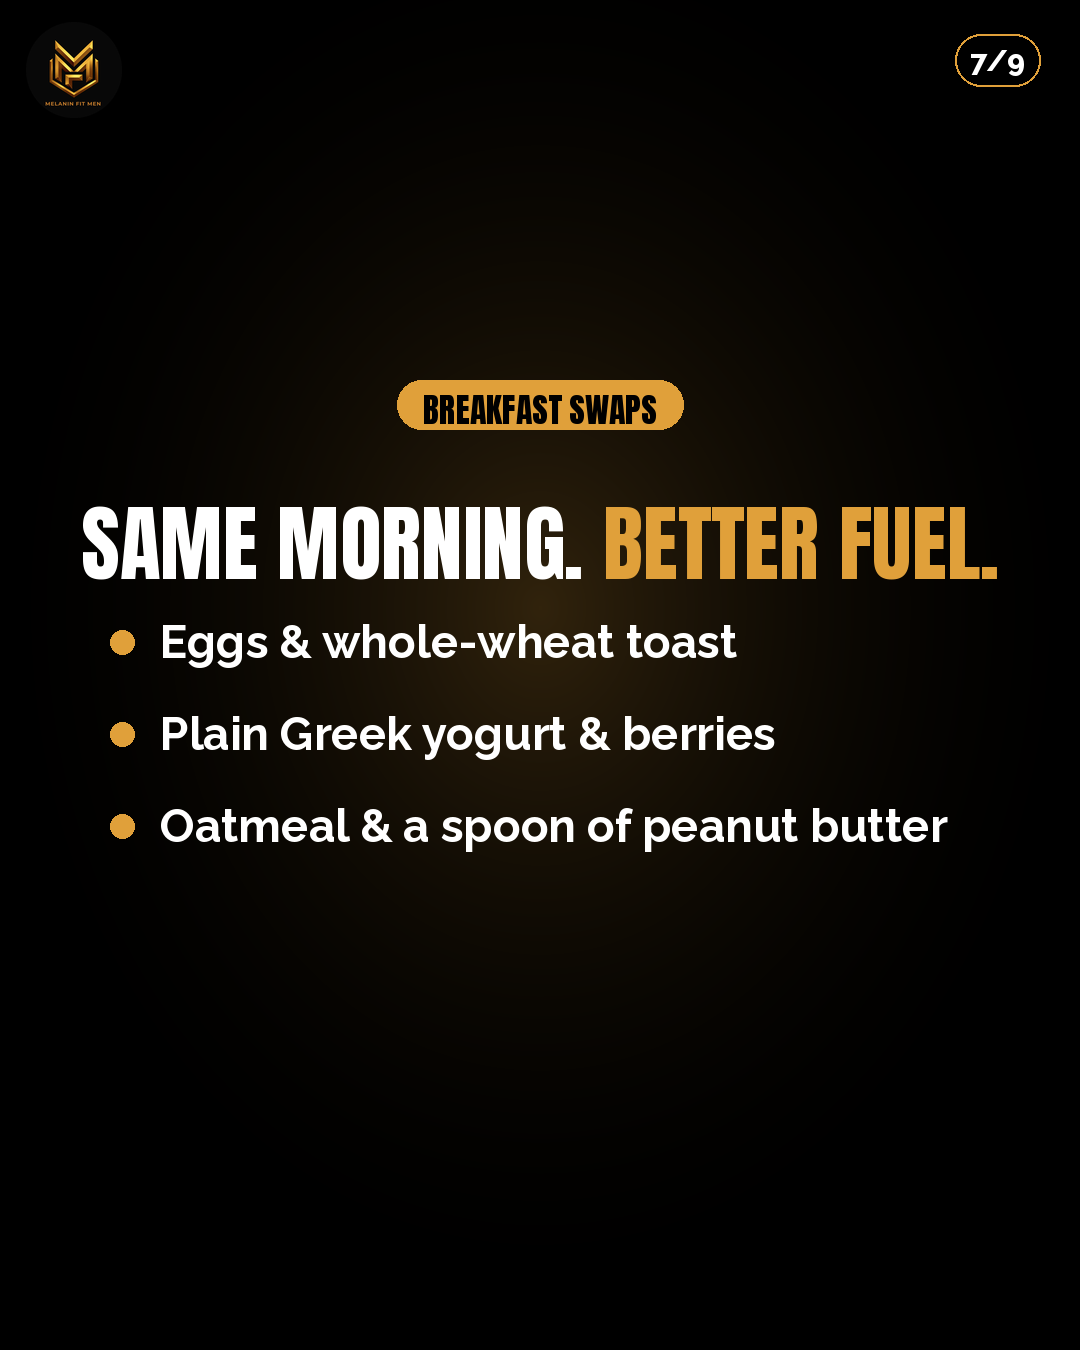 MELANIN FIT MEN
7/9
BREAKFAST SWAPS
SAME MORNING. BETTER FUEL.
Eggs & whole-wheat toast
Plain Greek yogurt & berries
Oatmeal & a spoon of peanut butter